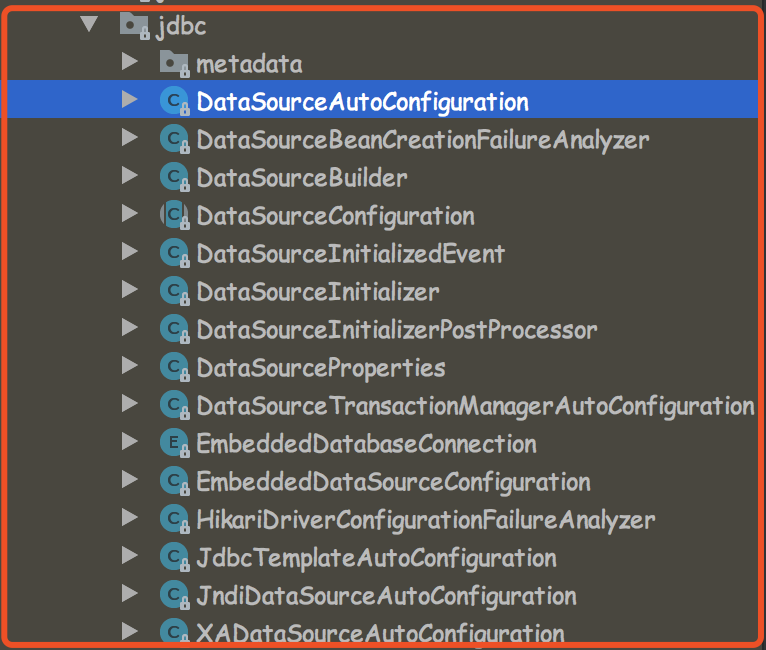 jdbc
metadata
C DataSourceAutoConfiguration
C DataSourceBeanCreationFailureAnalyzer
C DataSourceBuilder
C DataSourceConfiguration
C DataSourceInitializedEvent
C DataSourceInitializer
C DataSourceInitializerPostProcessor
C DataSourceProperties
C DataSourceTransactionManagerAutoConfiguration
E EmbeddedDatabaseConnection
C EmbeddedDataSourceConfiguration
C HikariDriverConfigurationFailureAnalyzer
C JdbcTemplateAutoConfiguration
C JndiDataSourceAutoConfiguration
C XADataSourceAutoConfiguration